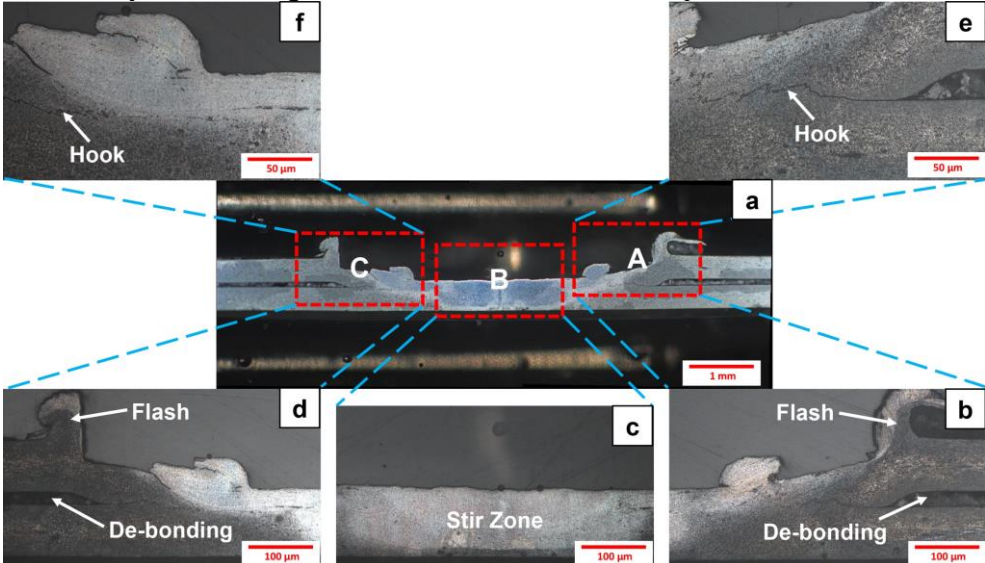 f
Hook
50 µm
e
Hook
50 µm
a
C
B
A
1 mm
d
Flash
De-bonding
100 µm
c
Stir Zone
100 µm
b
Flash
De-bonding
100 µm